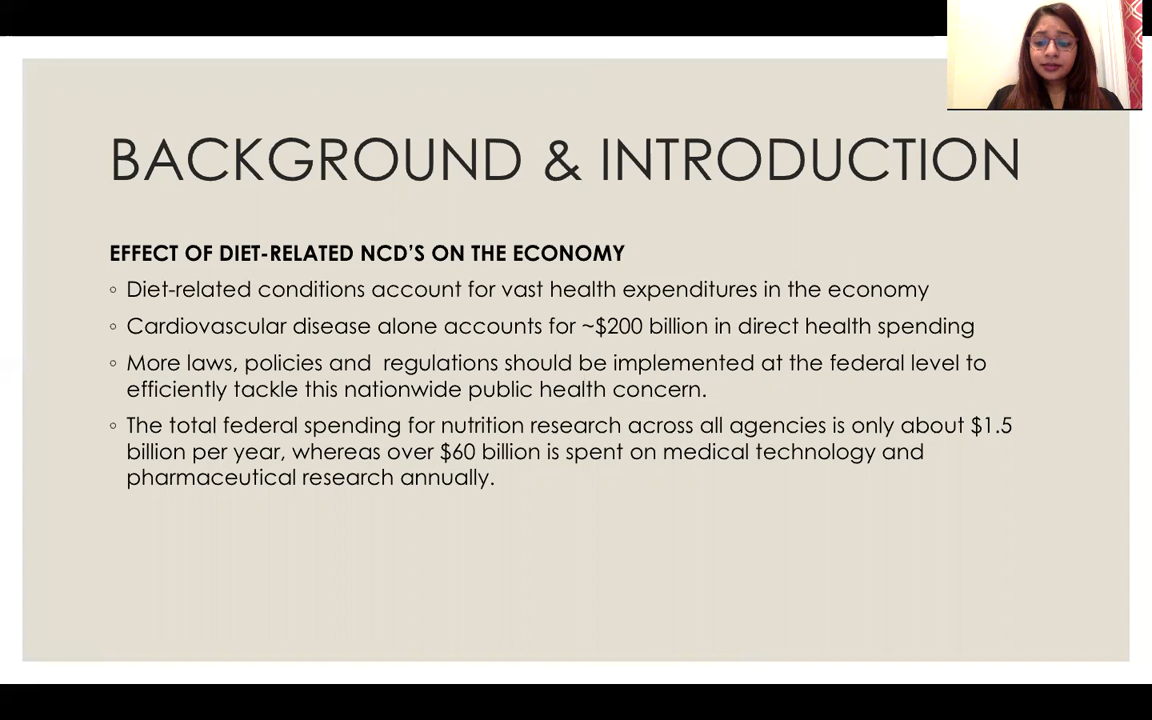 BACKGROUND & INTRODUCTION
EFFECT OF DIET-RELATED NCD’S ON THE ECONOMY
◦ Diet-related conditions account for vast health expenditures in the economy
◦ Cardiovascular disease alone accounts for ~$200 billion in direct health spending
◦ More laws, policies and  regulations should be implemented at the federal level to
efficiently tackle this nationwide public health concern.
◦ The total federal spending for nutrition research across all agencies is only about $1.5
billion per year, whereas over $60 billion is spent on medical technology and
pharmaceutical research annually.